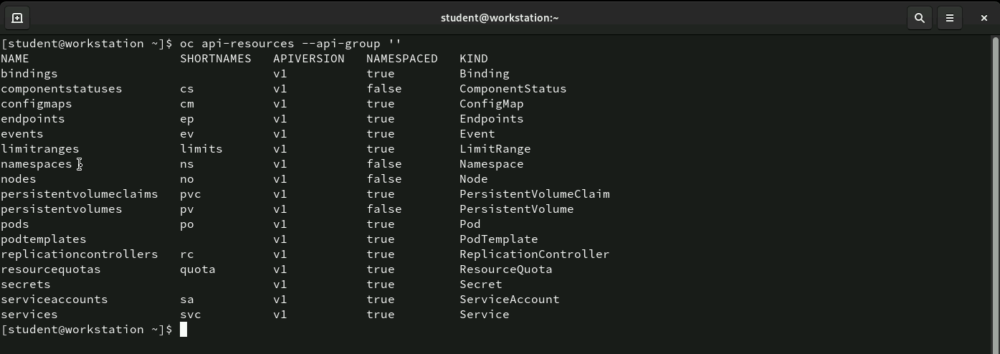 student@workstation:~
[student@workstation ~]$ oc api-resources --api-group ''
NAME                     SHORTNAMES   APIVERSION   NAMESPACED   KIND
bindings                              v1           true         Binding
componentstatuses        cs           v1           false        ComponentStatus
configmaps               cm           v1           true         ConfigMap
endpoints                ep           v1           true         Endpoints
events                   ev           v1           true         Event
limitranges              limits       v1           true         LimitRange
namespaces               ns           v1           false        Namespace
nodes                    no           v1           false        Node
persistentvolumeclaims   pvc          v1           true         PersistentVolumeClaim
persistentvolumes        pv           v1           false        PersistentVolume
pods                     po           v1           true         Pod
podtemplates                          v1           true         PodTemplate
replicationcontrollers   rc           v1           true         ReplicationController
resourcequotas           quota        v1           true         ResourceQuota
secrets                               v1           true         Secret
serviceaccounts          sa           v1           true         ServiceAccount
services                 svc          v1           true         Service
[student@workstation ~]$